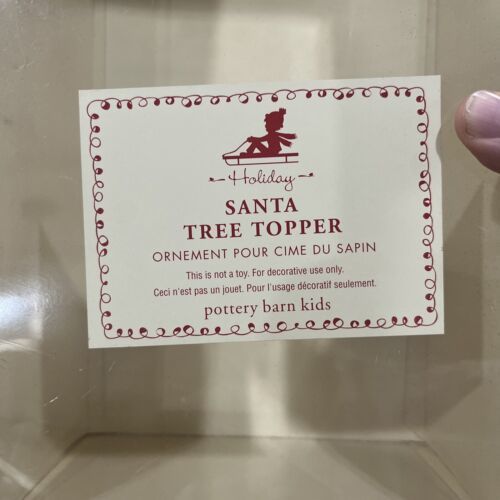 Holiday
SANTA
TREE TOPPER
ORNEMENT POUR CIME DU SAPIN
This is not a toy. For decorative use only.
Ceci n'est pas un jouet. Pour l'usage décoratif seulement.
pottery barn kids